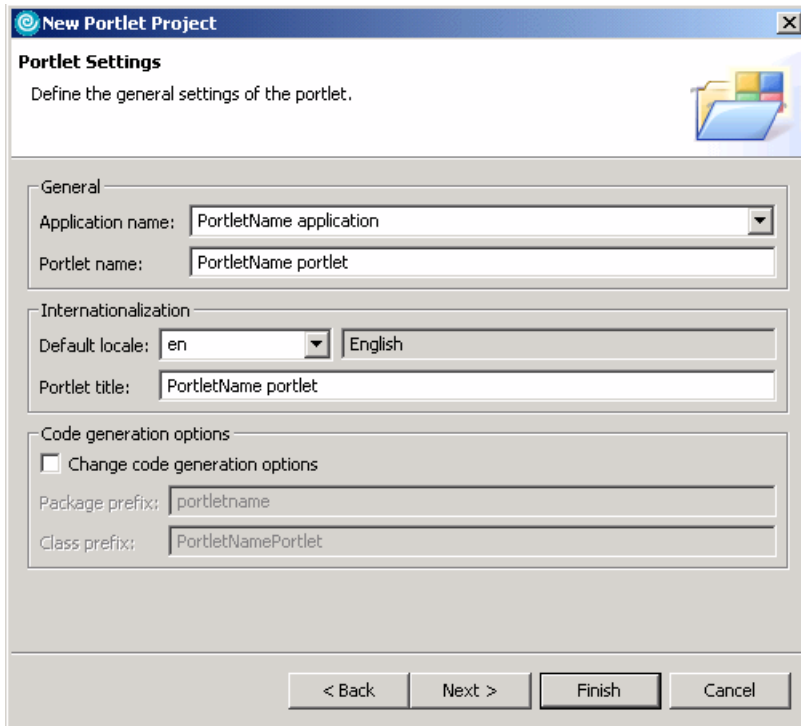 New Portlet Project
Portlet Settings
Define the general settings of the portlet.
General
Application name: PortletName application
Portlet name: PortletName portlet
Internationalization
Default locale: en English
Portlet title: PortletName portlet
Code generation options
Change code generation options
Package prefix: portletname
Class prefix: PortletNamePortlet
< Back Next > Finish Cancel